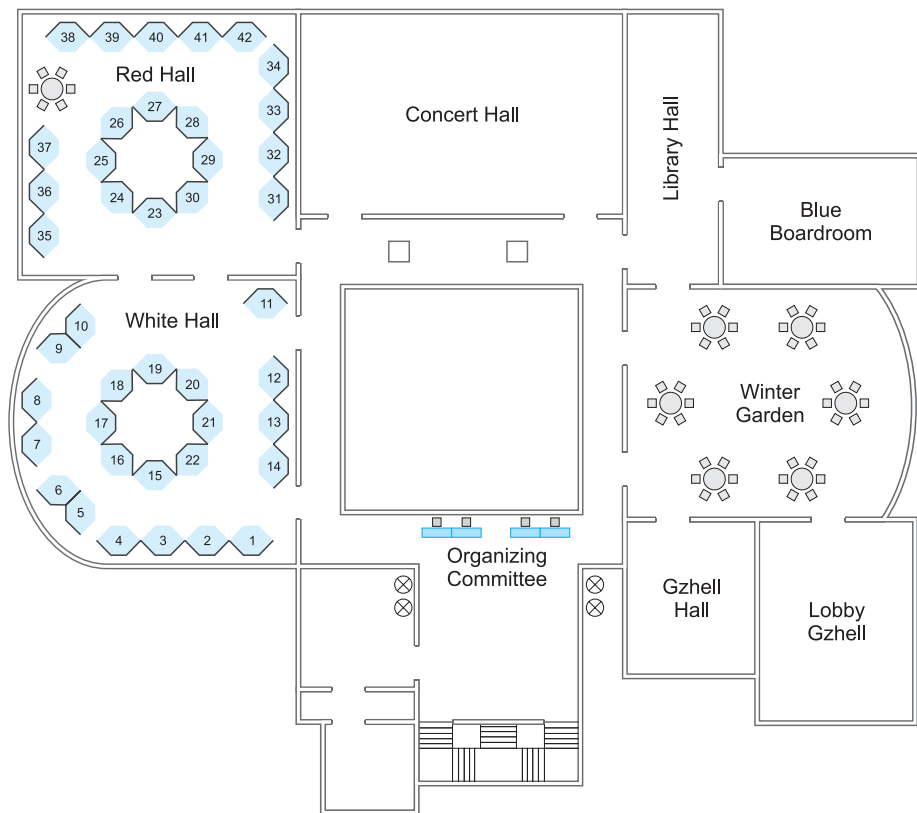 38 39 40 41 42
34
Red Hall
27
26 28
33
Concert Hall
Library Hall
37
25 29
32
36
24 30
31
23
35
Blue
Boardroom
11
White Hall
10
9
19
18 20
12
8
17 21
13
7
16 22
14
15
6
5
4 3 2 1
Winter
Garden
Organizing
Committee
Gzhell
Hall
Lobby
Gzhell